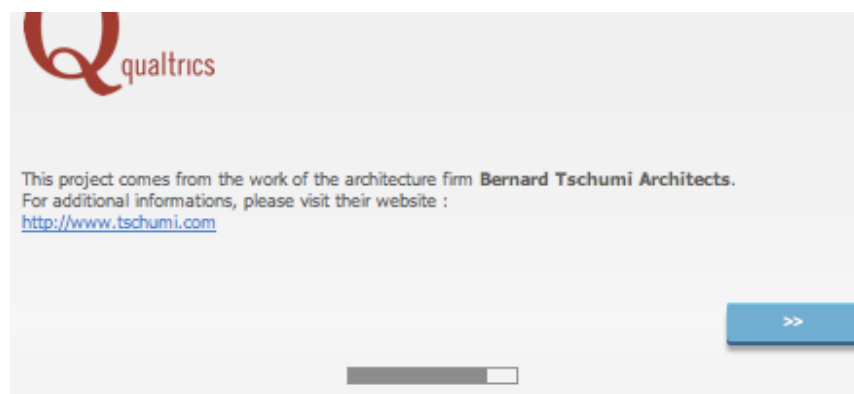 Qualtrics
This project comes from the work of the architecture firm Bernard Tschumi Architects.
For additional informations, please visit their website :
http://www.tschumi.com
>>